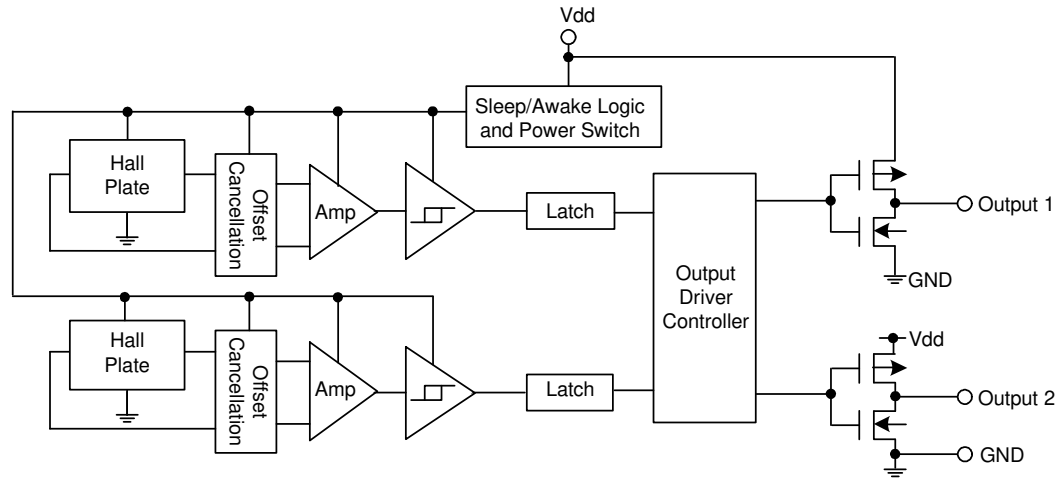 Vdd
Sleep/Awake Logic
and Power Switch
Hall
Plate
Offset
Cancellation
Amp
Latch
Output
Driver
Controller
Output 1
GND
Hall
Plate
Offset
Cancellation
Amp
Latch
Vdd
Output 2
GND